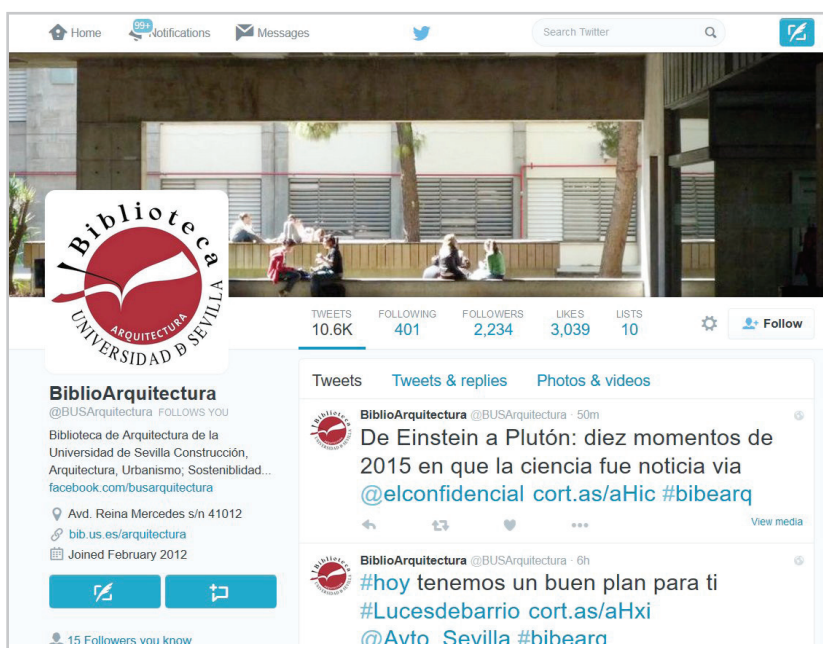 Home
99+
Notifications
Messages
Search Twitter
Biblioteca
ARQUITECTURA
UNIVERSIDAD D SEVILLA
TWEETS FOLLOWING FOLLOWERS LIKES LISTS
10.6K 401 2,234 3,039 10
Follow
BiblioArquitectura
@BUSArquitectura FOLLOWS YOU
Biblioteca de Arquitectura de la
Universidad de Sevilla Construcción,
Arquitectura, Urbanismo; Sosteniblidad...
facebook.com/busarquitectura
Avd. Reina Mercedes s/n 41012
bib.us.es/arquitectura
Joined February 2012
15 Followers you know
Tweets Tweets & replies Photos & videos
BiblioArquitectura @BUSArquitectura · 50m
De Einstein a Plutón: diez momentos de
2015 en que la ciencia fue noticia via
@elconfidencial cort.as/aHic #bibearq
View media
BiblioArquitectura @BUSArquitectura · 6h
#hoy tenemos un buen plan para ti
#Lucesdebarrio cort.as/aHxi
@Ayto_Sevilla #bibearq